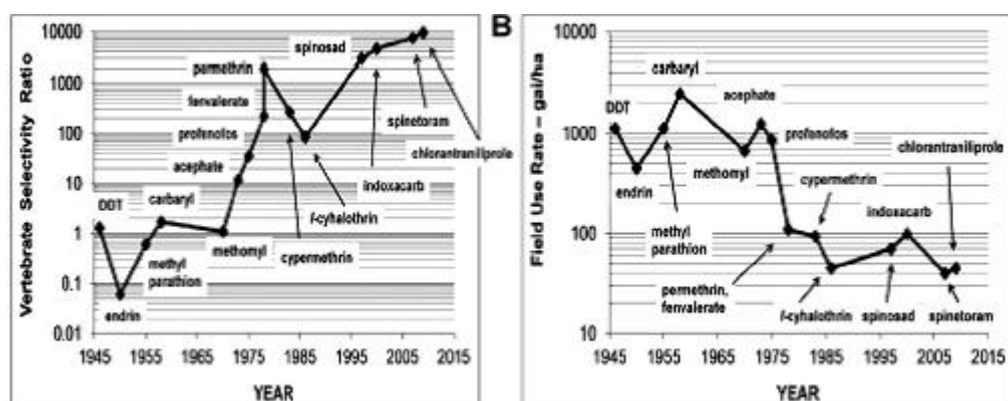 Vertebrate Selectivity Ratio
10000
1000
100
10
1
0.1
0.01
1945 1955 1965 1975 1985 1995 2005 2015
YEAR
DDT
endrin
methyl
parathion
carbaryl
methomyl
acephate
profenofos
fenvalerate
permethrin
cypermethrin
l-cyhalothrin
spinosad
indoxacarb
spinetoram
chlorantraniliprole
B
Field Use Rate – gai/ha
10000
1000
100
10
1945 1955 1965 1975 1985 1995 2005 2015
YEAR
DDT
endrin
methyl
parathion
carbaryl
methomyl
acephate
profenofos
permethrin,
fenvalerate
cypermethrin
l-cyhalothrin
spinosad
indoxacarb
spinetoram
chlorantraniliprole